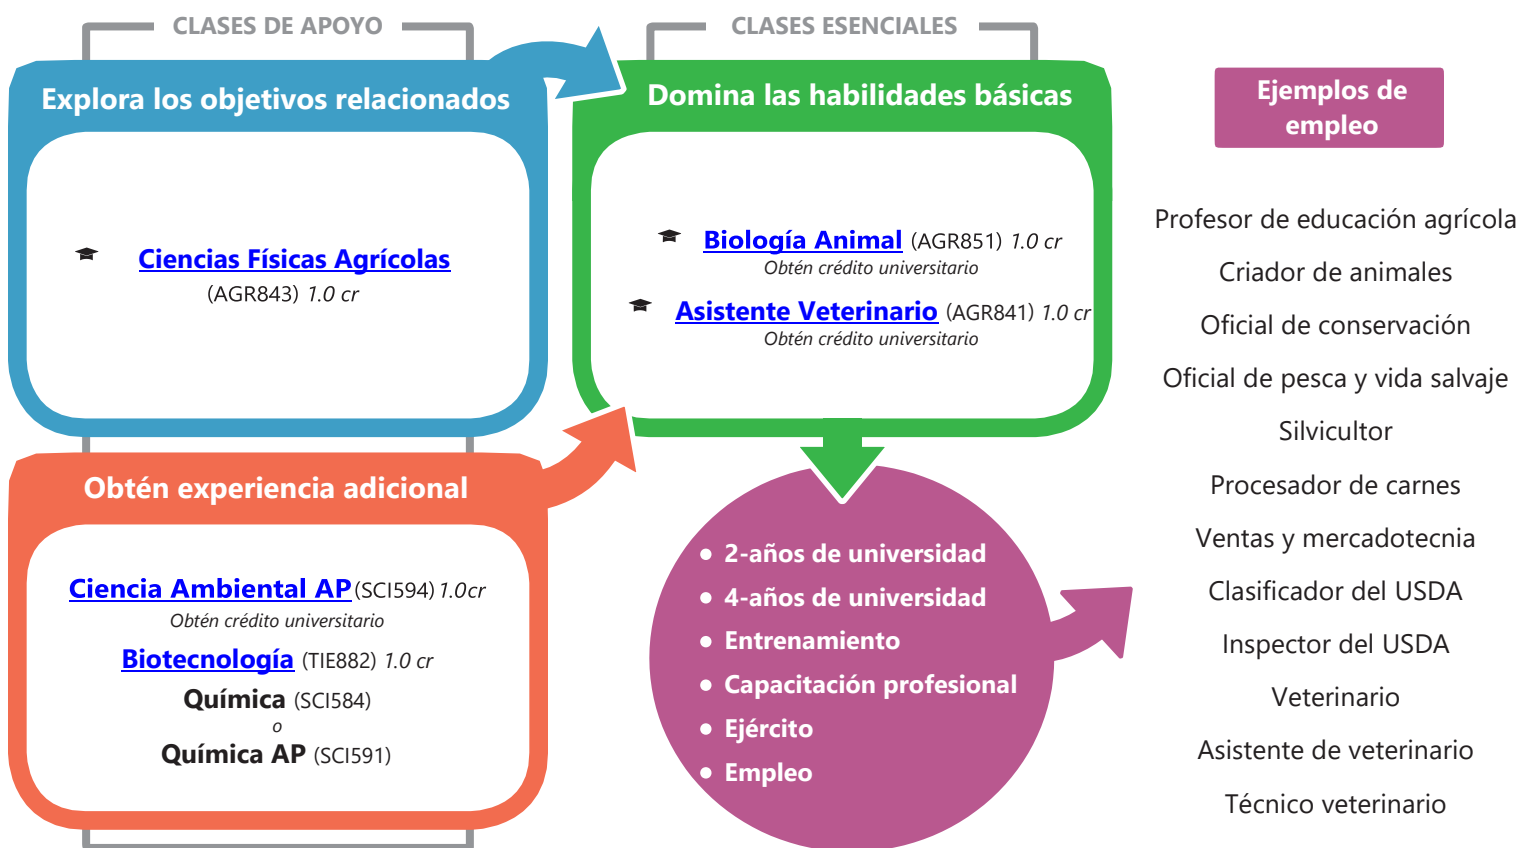 CLASES DE APOYO
Explora los objetivos relacionados
Ciencias Físicas Agrícolas
(AGR843) 1.0 cr
Obtén experiencia adicional
Ciencia Ambiental AP(SCI594) 1.0cr
Obtén crédito universitario
Biotecnología (TIE882) 1.0 cr
Química (SCI584)
o
Química AP (SCI591)
CLASES ESENCIALES
Domina las habilidades básicas
Biología Animal (AGR851) 1.0 cr
Obtén crédito universitario
Asistente Veterinario (AGR841) 1.0 cr
Obtén crédito universitario
• 2-años de universidad
• 4-años de universidad
• Entrenamiento
• Capacitación profesional
• Ejército
• Empleo
Ejemplos de
empleo
Profesor de educación agrícola
Criador de animales
Oficial de conservación
Oficial de pesca y vida salvaje
Silvicultor
Procesador de carnes
Ventas y mercadotecnia
Clasificador del USDA
Inspector del USDA
Veterinario
Asistente de veterinario
Técnico veterinario